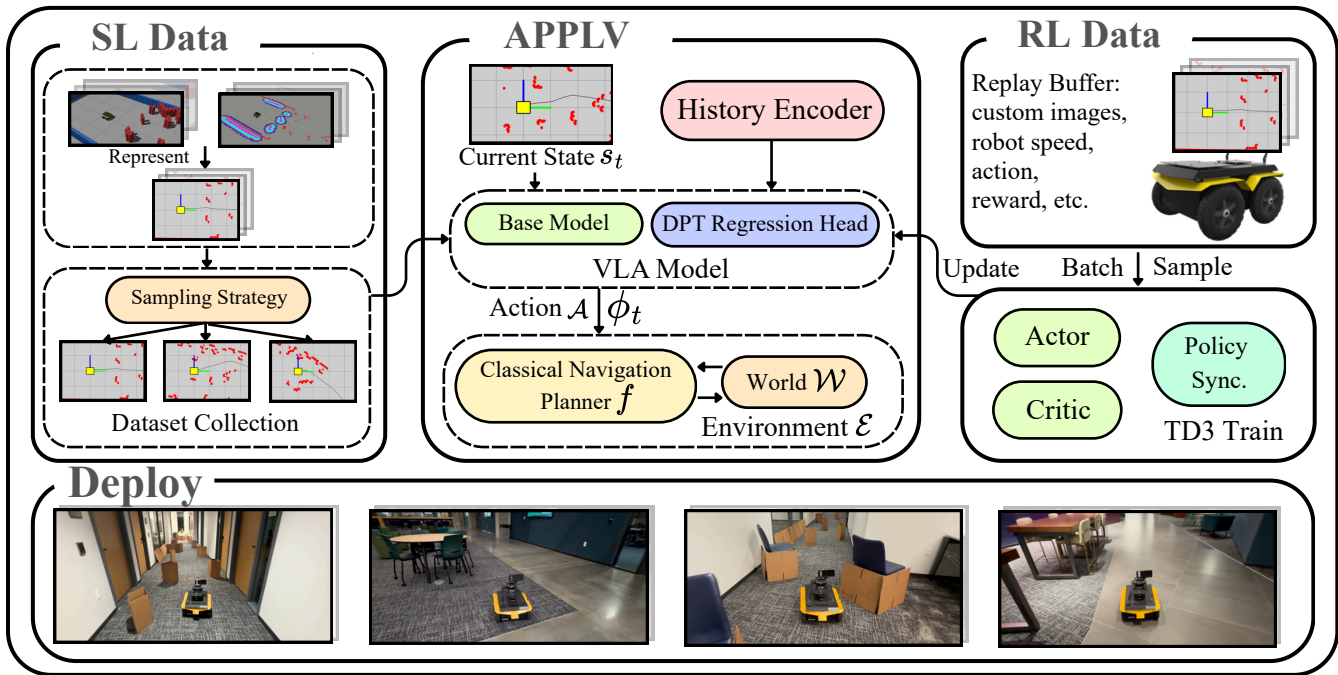 SL Data
Represent
Sampling Strategy
Dataset Collection
APPLV
Current State s_t
History Encoder
Base Model
DPT Regression Head
VLA Model
Action 𝒜 ϕ_t
Classical Navigation
Planner f
World 𝒲
Environment ℰ
RL Data
Replay Buffer:
custom images,
robot speed,
action,
reward, etc.
Update
Batch Sample
Actor
Critic
Policy
Sync.
TD3 Train
Deploy